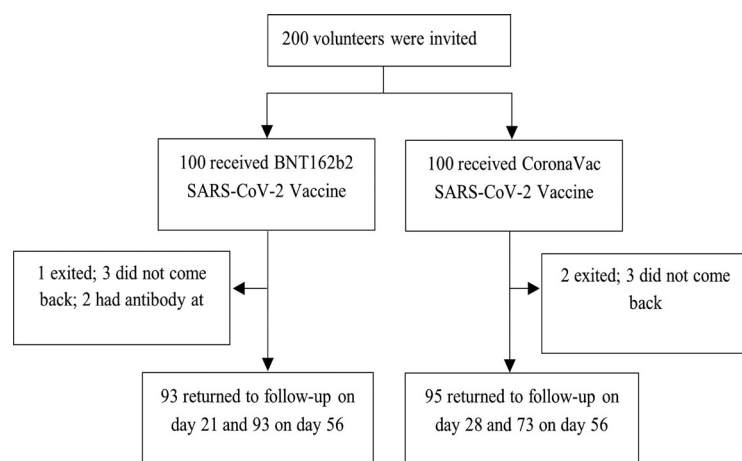 200 volunteers were invited
100 received BNT162b2
SARS-CoV-2 Vaccine
100 received CoronaVac
SARS-CoV-2 Vaccine
1 exited; 3 did not come
back; 2 had antibody at
2 exited; 3 did not come
back
93 returned to follow-up on
day 21 and 93 on day 56
95 returned to follow-up on
day 28 and 73 on day 56